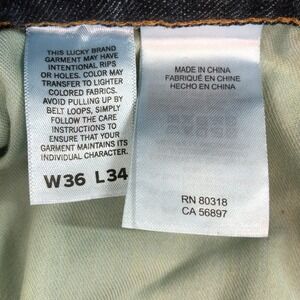 THIS LUCKY BRAND
GARMENT MAY HAVE
INTENTIONAL RIPS
OR HOLES. COLOR MAY
TRANSFER TO LIGHTER
COLORED FABRICS.
AVOID PULLING UP BY
BELT LOOPS, SIMPLY
FOLLOW THE CARE
INSTRUCTIONS TO
ENSURE THAT YOUR
GARMENT MAINTAINS ITS
INDIVIDUAL CHARACTER.
W36 L34
MADE IN CHINA
FABRIQUÉ EN CHINE
HECHO EN CHINA
RN 80318
CA 56897